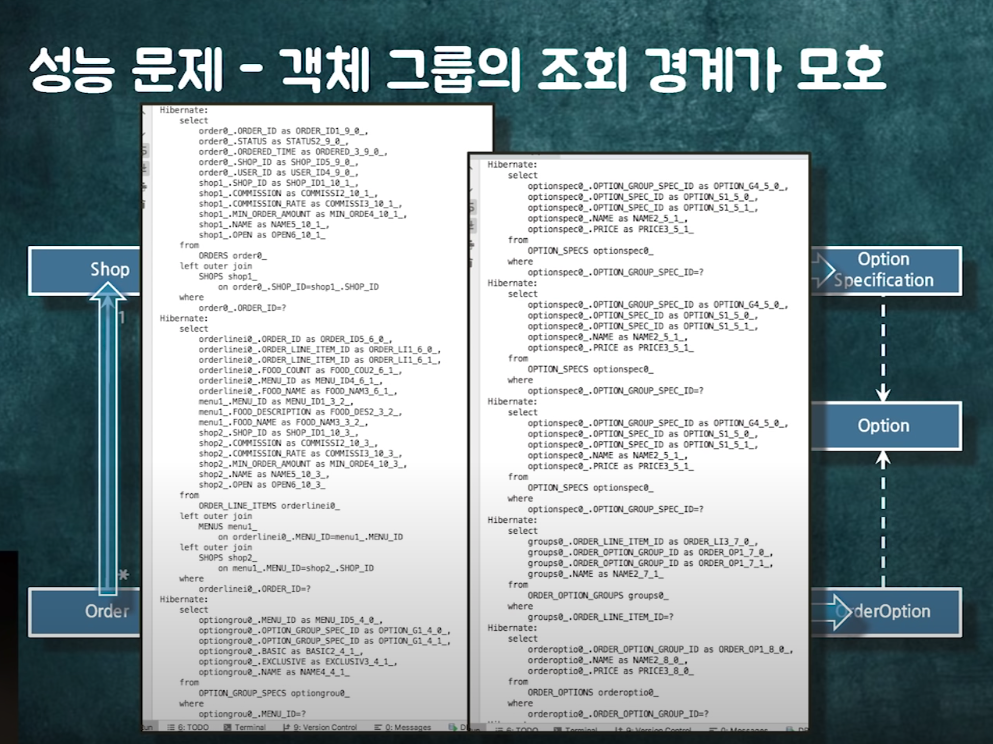 성능 문제 - 객체 그룹의 조회 경계가 모호
Shop
1
*
Order
Hibernate:
select
order0_.ORDER_ID as ORDER_ID1_9_0_,
order0_.STATUS as STATUS2_9_0_,
order0_.ORDERED_TIME as ORDERED_3_9_0_,
order0_.SHOP_ID as SHOP_ID5_9_0_,
order0_.USER_ID as USER_ID4_9_0_,
shop1_.SHOP_ID as SHOP_ID1_10_1_,
shop1_.COMMISSION as COMMISSI2_10_1_,
shop1_.COMMISSION_RATE as COMMISSI3_10_1_,
shop1_.MIN_ORDER_AMOUNT as MIN_ORDE4_10_1_,
shop1_.NAME as NAME5_10_1_,
shop1_.OPEN as OPEN6_10_1_
from
ORDERS order0_
left outer join
SHOPS shop1_
on order0_.SHOP_ID=shop1_.SHOP_ID
where
order0_.ORDER_ID=?
Hibernate:
select
orderlinei0_.ORDER_ID as ORDER_ID5_6_0_,
orderlinei0_.ORDER_LINE_ITEM_ID as ORDER_LI1_6_0_,
orderlinei0_.ORDER_LINE_ITEM_ID as ORDER_LI1_6_1_,
orderlinei0_.FOOD_COUNT as FOOD_COU2_6_1_,
orderlinei0_.MENU_ID as MENU_ID4_6_1_,
orderlinei0_.FOOD_NAME as FOOD_NAM3_6_1_,
menu1_.MENU_ID as MENU_ID1_3_2_,
menu1_.FOOD_DESCRIPTION as FOOD_DES2_3_2_,
menu1_.FOOD_NAME as FOOD_NAM3_3_2_,
shop2_.SHOP_ID as SHOP_ID1_10_3_,
shop2_.COMMISSION as COMMISSI2_10_3_,
shop2_.COMMISSION_RATE as COMMISSI3_10_3_,
shop2_.MIN_ORDER_AMOUNT as MIN_ORDE4_10_3_,
shop2_.NAME as NAME5_10_3_,
shop2_.OPEN as OPEN6_10_3_
from
ORDER_LINE_ITEMS orderlinei0_
left outer join
MENUS menu1_
on orderlinei0_.MENU_ID=menu1_.MENU_ID
left outer join
SHOPS shop2_
on menu1_.MENU_ID=shop2_.SHOP_ID
where
orderlinei0_.ORDER_ID=?
Hibernate:
select
optiongrou0_.MENU_ID as MENU_ID5_4_0_,
optiongrou0_.OPTION_GROUP_SPEC_ID as OPTION_G1_4_0_,
optiongrou0_.OPTION_GROUP_SPEC_ID as OPTION_G1_4_1_,
optiongrou0_.BASIC as BASIC2_4_1_,
optiongrou0_.EXCLUSIVE as EXCLUSIV3_4_1_,
optiongrou0_.NAME as NAME4_4_1_
from
OPTION_GROUP_SPECS optiongrou0_
where
optiongrou0_.MENU_ID=?
6: TODO Terminal 9: Version Control 0: Messages
Hibernate:
select
optionspec0_.OPTION_GROUP_SPEC_ID as OPTION_G4_5_0_,
optionspec0_.OPTION_SPEC_ID as OPTION_S1_5_0_,
optionspec0_.OPTION_SPEC_ID as OPTION_S1_5_1_,
optionspec0_.NAME as NAME2_5_1_,
optionspec0_.PRICE as PRICE3_5_1_
from
OPTION_SPECS optionspec0_
where
optionspec0_.OPTION_GROUP_SPEC_ID=?
Hibernate:
select
optionspec0_.OPTION_GROUP_SPEC_ID as OPTION_G4_5_0_,
optionspec0_.OPTION_SPEC_ID as OPTION_S1_5_0_,
optionspec0_.OPTION_SPEC_ID as OPTION_S1_5_1_,
optionspec0_.NAME as NAME2_5_1_,
optionspec0_.PRICE as PRICE3_5_1_
from
OPTION_SPECS optionspec0_
where
optionspec0_.OPTION_GROUP_SPEC_ID=?
Hibernate:
select
optionspec0_.OPTION_GROUP_SPEC_ID as OPTION_G4_5_0_,
optionspec0_.OPTION_SPEC_ID as OPTION_S1_5_0_,
optionspec0_.OPTION_SPEC_ID as OPTION_S1_5_1_,
optionspec0_.NAME as NAME2_5_1_,
optionspec0_.PRICE as PRICE3_5_1_
from
OPTION_SPECS optionspec0_
where
optionspec0_.OPTION_GROUP_SPEC_ID=?
Hibernate:
select
groups0_.ORDER_LINE_ITEM_ID as ORDER_LI3_7_0_,
groups0_.ORDER_OPTION_GROUP_ID as ORDER_OP1_7_0_,
groups0_.ORDER_OPTION_GROUP_ID as ORDER_OP1_7_1_,
groups0_.NAME as NAME2_7_1_
from
ORDER_OPTION_GROUPS groups0_
where
groups0_.ORDER_LINE_ITEM_ID=?
Hibernate:
select
orderoptio0_.ORDER_OPTION_GROUP_ID as ORDER_OP1_8_0_,
orderoptio0_.NAME as NAME2_8_0_,
orderoptio0_.PRICE as PRICE3_8_0_
from
ORDER_OPTIONS orderoptio0_
where
orderoptio0_.ORDER_OPTION_GROUP_ID=?
6: TODO Terminal 9: Version Control 0: Messages
Option
Specification
Option
OrderOption